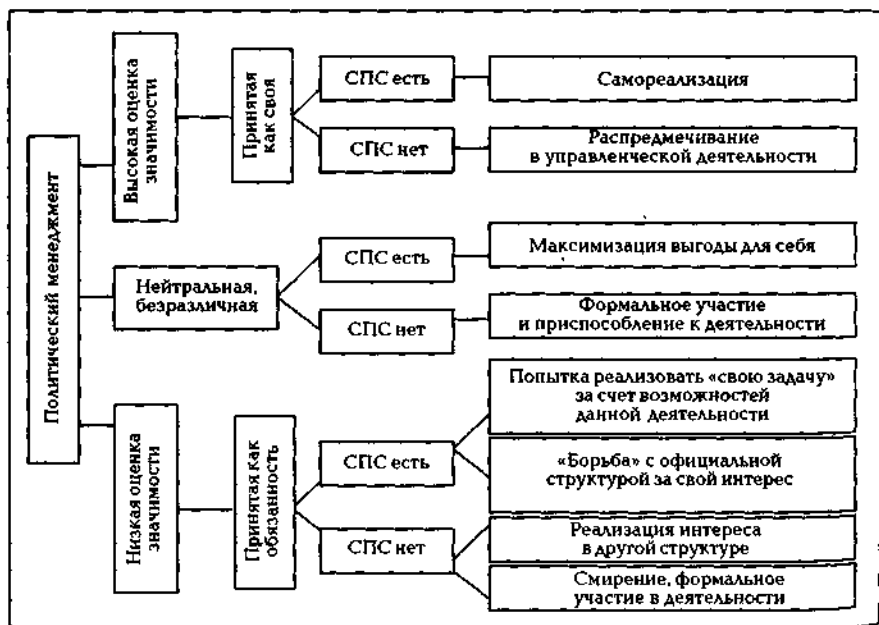 Политический менеджмент
Высокая оценка
значимости
Принятая
как своя
СПС есть
Самореализация
СПС нет
Распредмечивание
в управленческой деятельности
Нейтральная,
безразличная
СПС есть
Максимизация выгоды для себя
СПС нет
Формальное участие
и приспособление к деятельности
Низкая оценка
значимости
Принятая как
обязанность
СПС есть
Попытка реализовать «свою задачу»
за счет возможностей
данной деятельности
«Борьба» с официальной
структурой за свой интерес
СПС нет
Реализация интереса
в другой структуре
Смирение, формальное
участие в деятельности